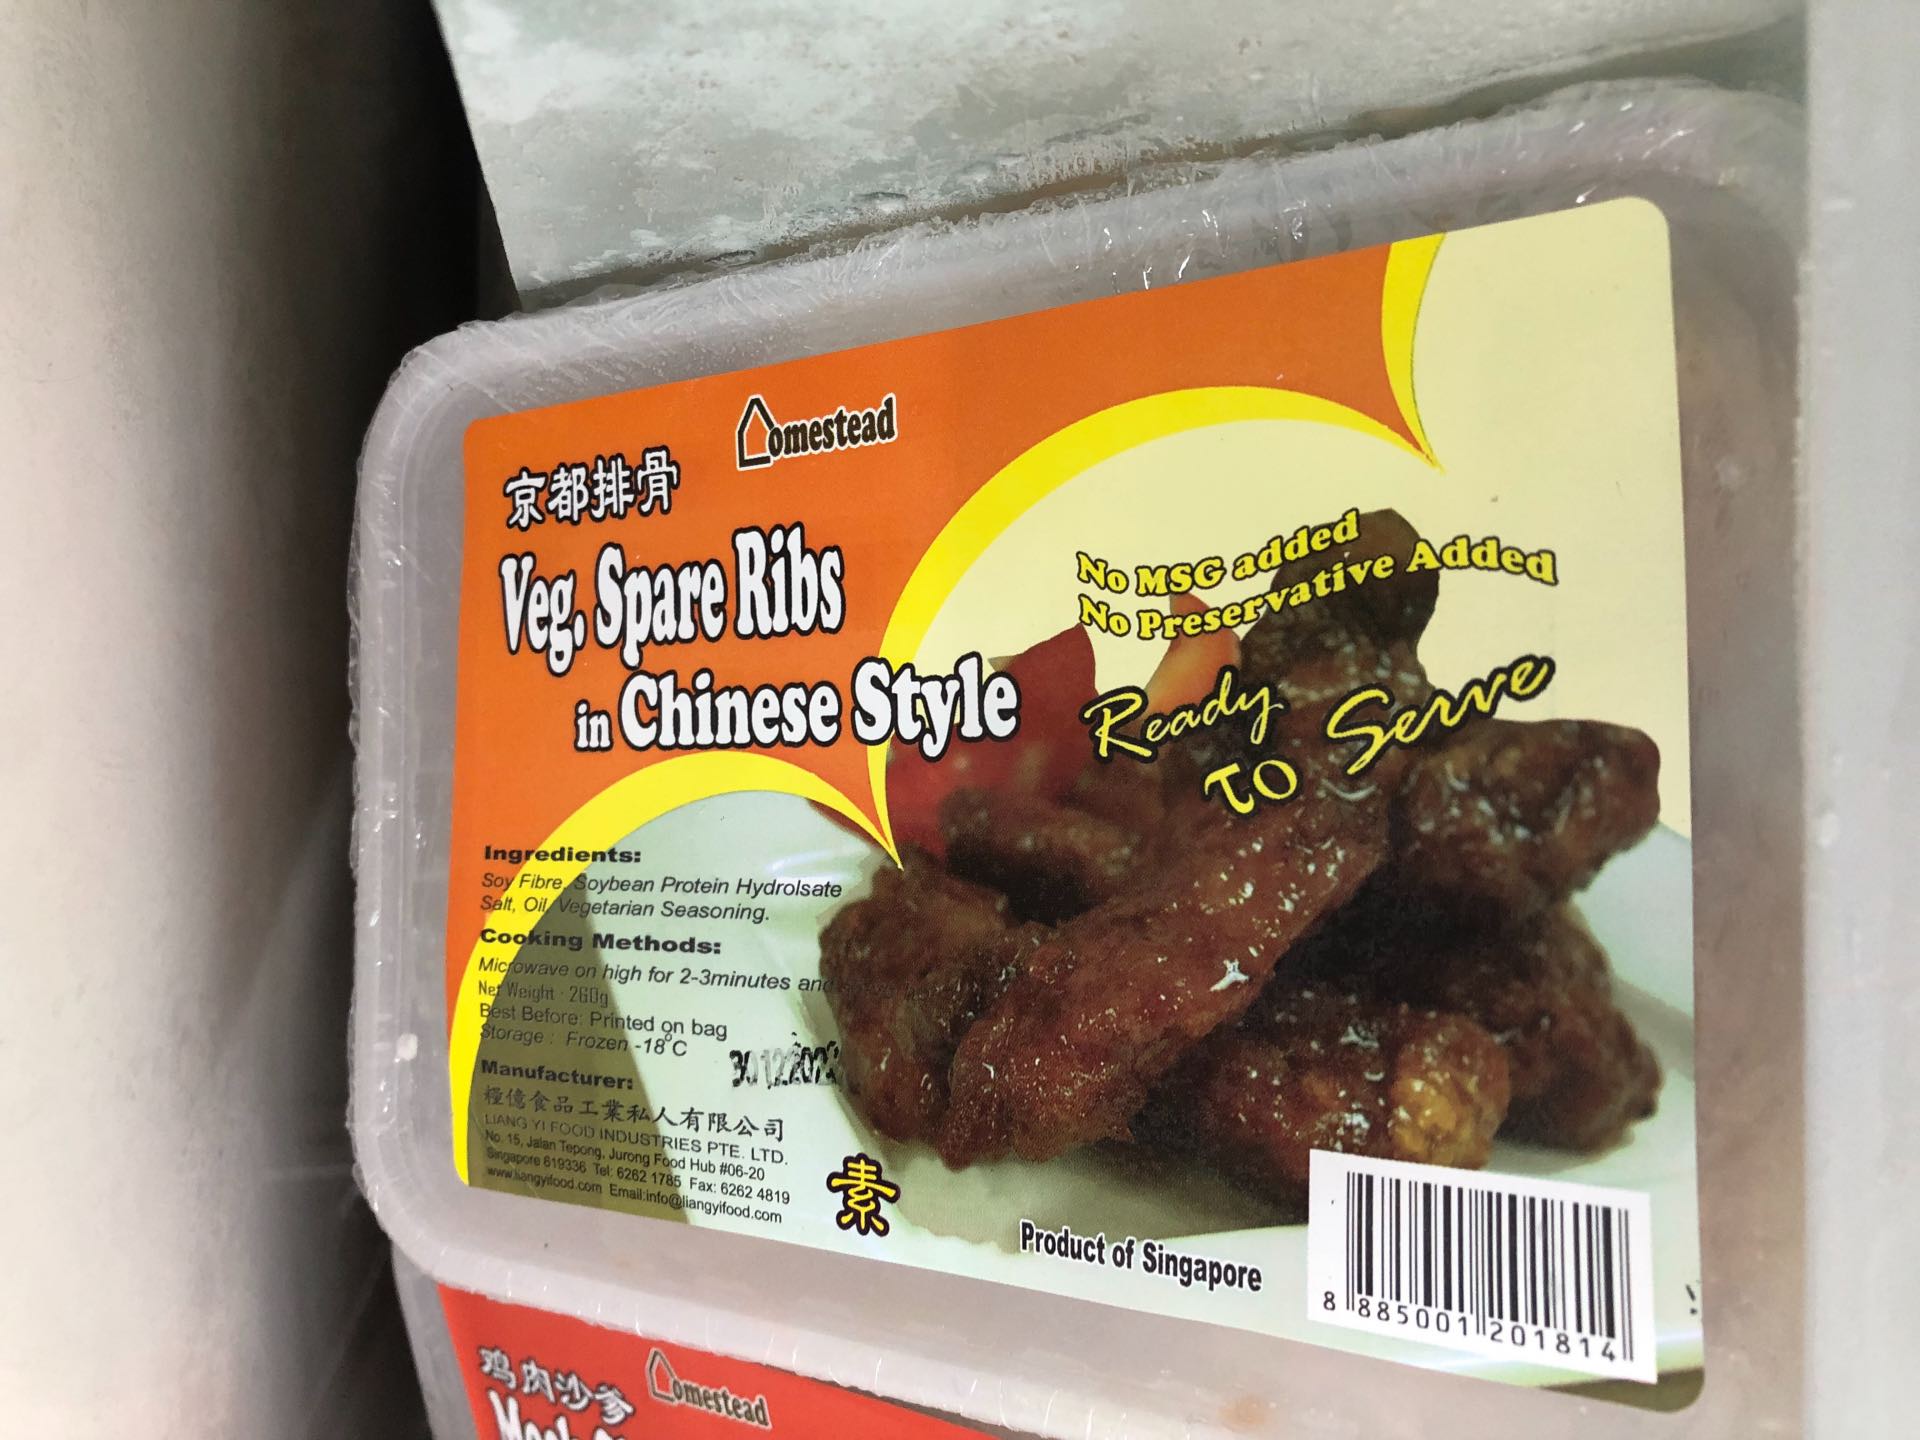 Homestead
京都排骨
Veg. Spare Ribs
in Chinese Style
No MSG added
No Preservative Added
Ready
TO Serve
Ingredients:
Soy Fibre, Soybean Protein Hydrolsate
Salt, Oil, Vegetarian Seasoning.
Cooking Methods:
Microwave on high for 2-3minutes and
Net Weight : 260g
Best Before: Printed on bag
Storage : Frozen -18°C
Manufacturer:
糧億食品工業私人有限公司
LIANG YI FOOD INDUSTRIES PTE. LTD.
No. 15, Jalan Tepong, Jurong Food Hub #06-20
Singapore 619336 Tel: 6262 1785 Fax: 6262 4819
www.liangyifood.com Email:info@liangyifood.com
素
Product of Singapore
8 885001 201814
鸡肉沙爹
Homestead